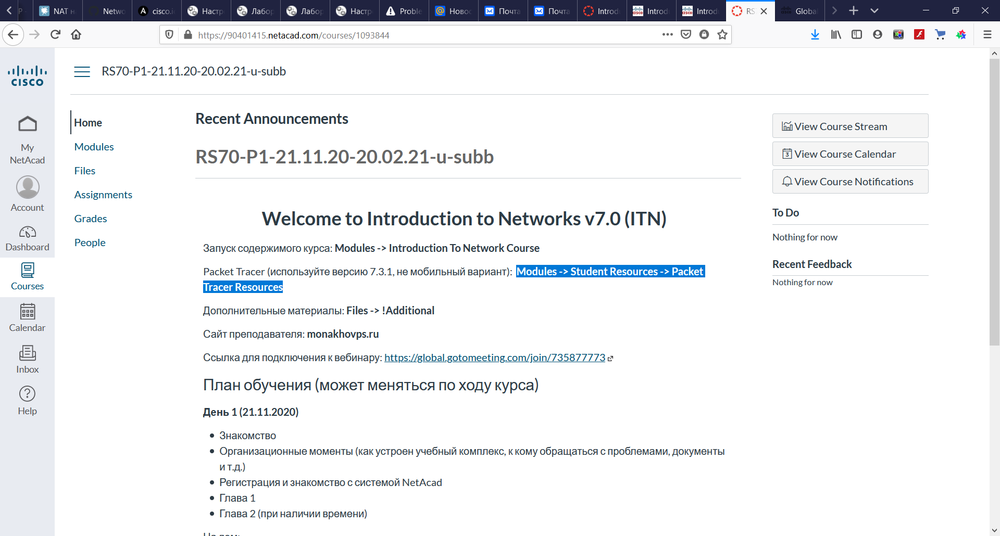 NAT н
Netwo
cisco.i
Настр
Лабор
Лабор
Настр
Proble
Новос
Почта
Почта
Introdu
Introdu
Introdu
RS
Global
https://90401415.netacad.com/courses/1093844
CISCO
RS70-P1-21.11.20-20.02.21-u-subb
My
NetAcad
Account
Dashboard
Courses
Calendar
Inbox
Help
Home
Modules
Files
Assignments
Grades
People
Recent Announcements
RS70-P1-21.11.20-20.02.21-u-subb
Welcome to Introduction to Networks v7.0 (ITN)
Запуск содержимого курса: Modules -> Introduction To Network Course
Packet Tracer (используйте версию 7.3.1, не мобильный вариант): Modules -> Student Resources -> Packet
Tracer Resources
Дополнительные материалы: Files -> !Additional
Сайт преподавателя: monakhovps.ru
Ссылка для подключения к вебинару: https://global.gotomeeting.com/join/735877773
План обучения (может меняться по ходу курса)
День 1 (21.11.2020)
• Знакомство
• Организационные моменты (как устроен учебный комплекс, к кому обращаться с проблемами, документы
и т.д.)
• Регистрация и знакомство с системой NetAcad
• Глава 1
• Глава 2 (при наличии времени)
View Course Stream
View Course Calendar
View Course Notifications
To Do
Nothing for now
Recent Feedback
Nothing for now